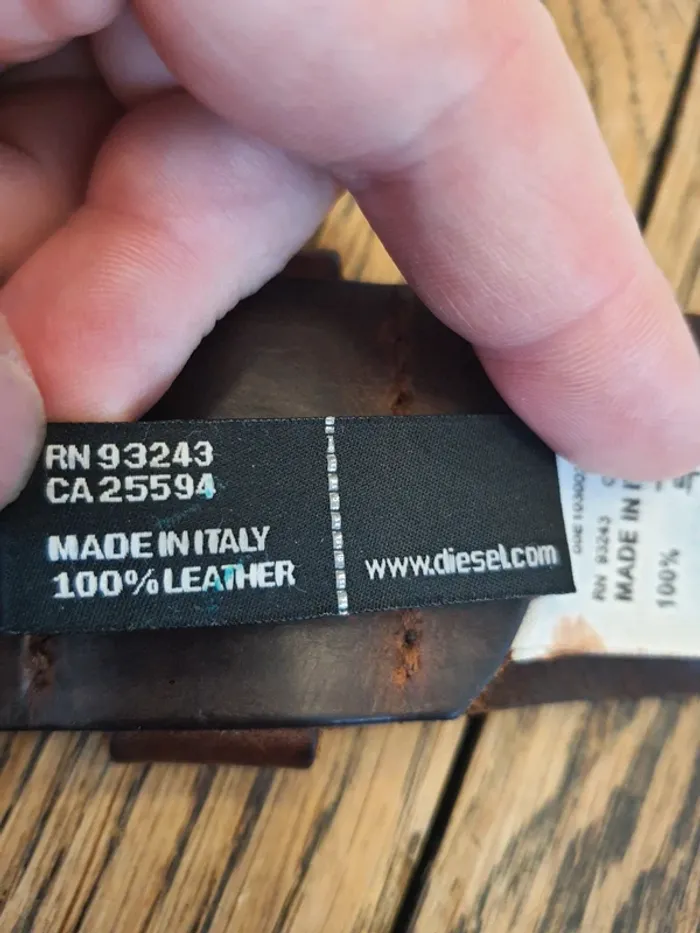 RN 93243
CA 25594
MADE IN ITALY
100% LEATHER
www.diesel.com
RN 93243
MADE IN
100%